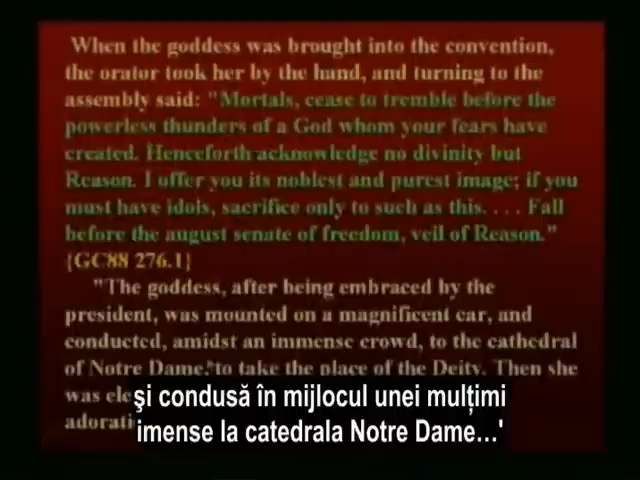 When the goddess was brought into the convention,
the orator took her by the hand, and turning to the
assembly said: "Mortals, cease to tremble before the
powerless thunders of a God whom your fears have
created. Henceforth acknowledge no divinity but
Reason. I offer you its noblest and purest image; if you
must have idols, sacrifice only to such as this. . . . Fall
before the august senate of freedom, veil of Reason."
{GC88 276.1}
"The goddess, after being embraced by the
president, was mounted on a magnificent car, and
conducted, amidst an immense crowd, to the cathedral
of Notre Dame, to take the place of the Deity. Then she
was ele
adorati
şi condusă în mijlocul unei mulţimi
imense la catedrala Notre Dame…'